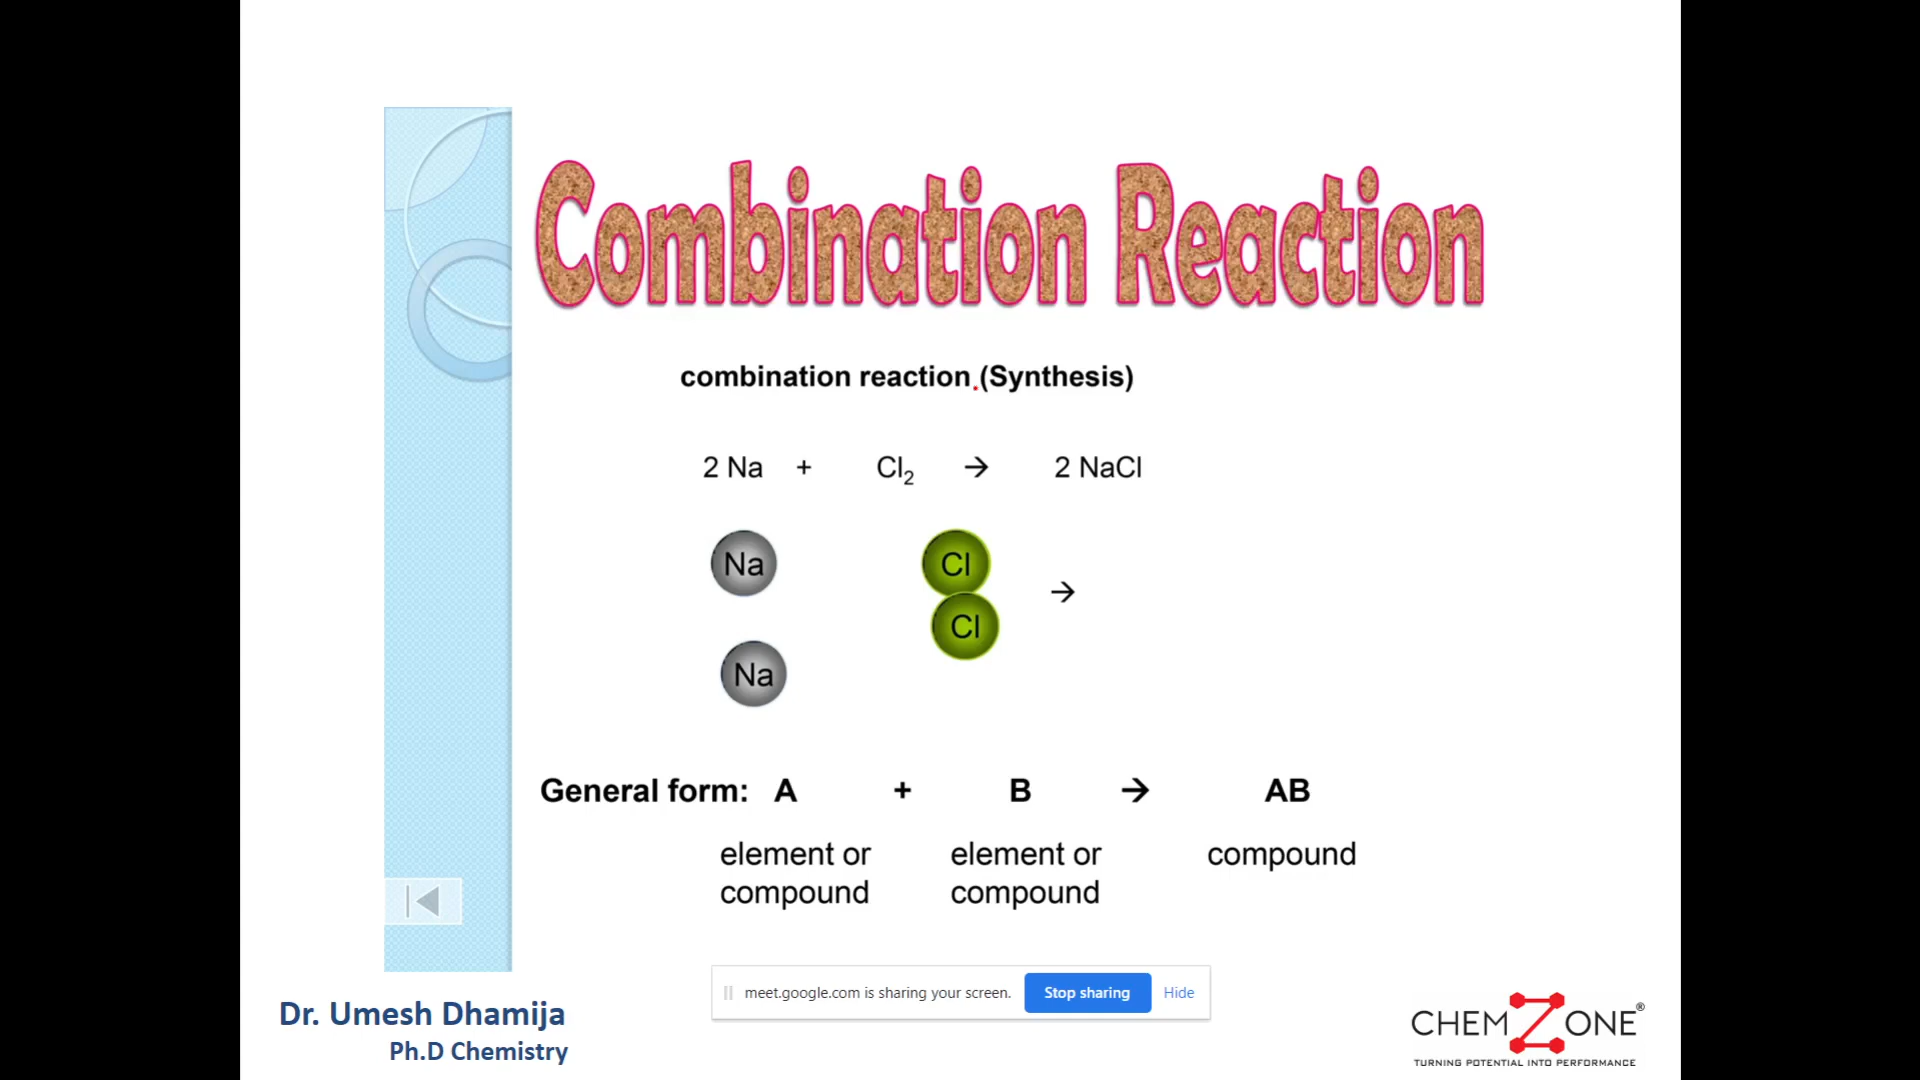 Combination Reaction
combination reaction.(Synthesis)
2 Na + Cl₂ → 2 NaCl
Na Cl →
Cl
Na
General form: A + B → AB
element or element or compound
compound compound
meet.google.com is sharing your screen. Stop sharing Hide
Dr. Umesh Dhamija
Ph.D Chemistry
CHEMZONE®
TURNING POTENTIAL INTO PERFORMANCE